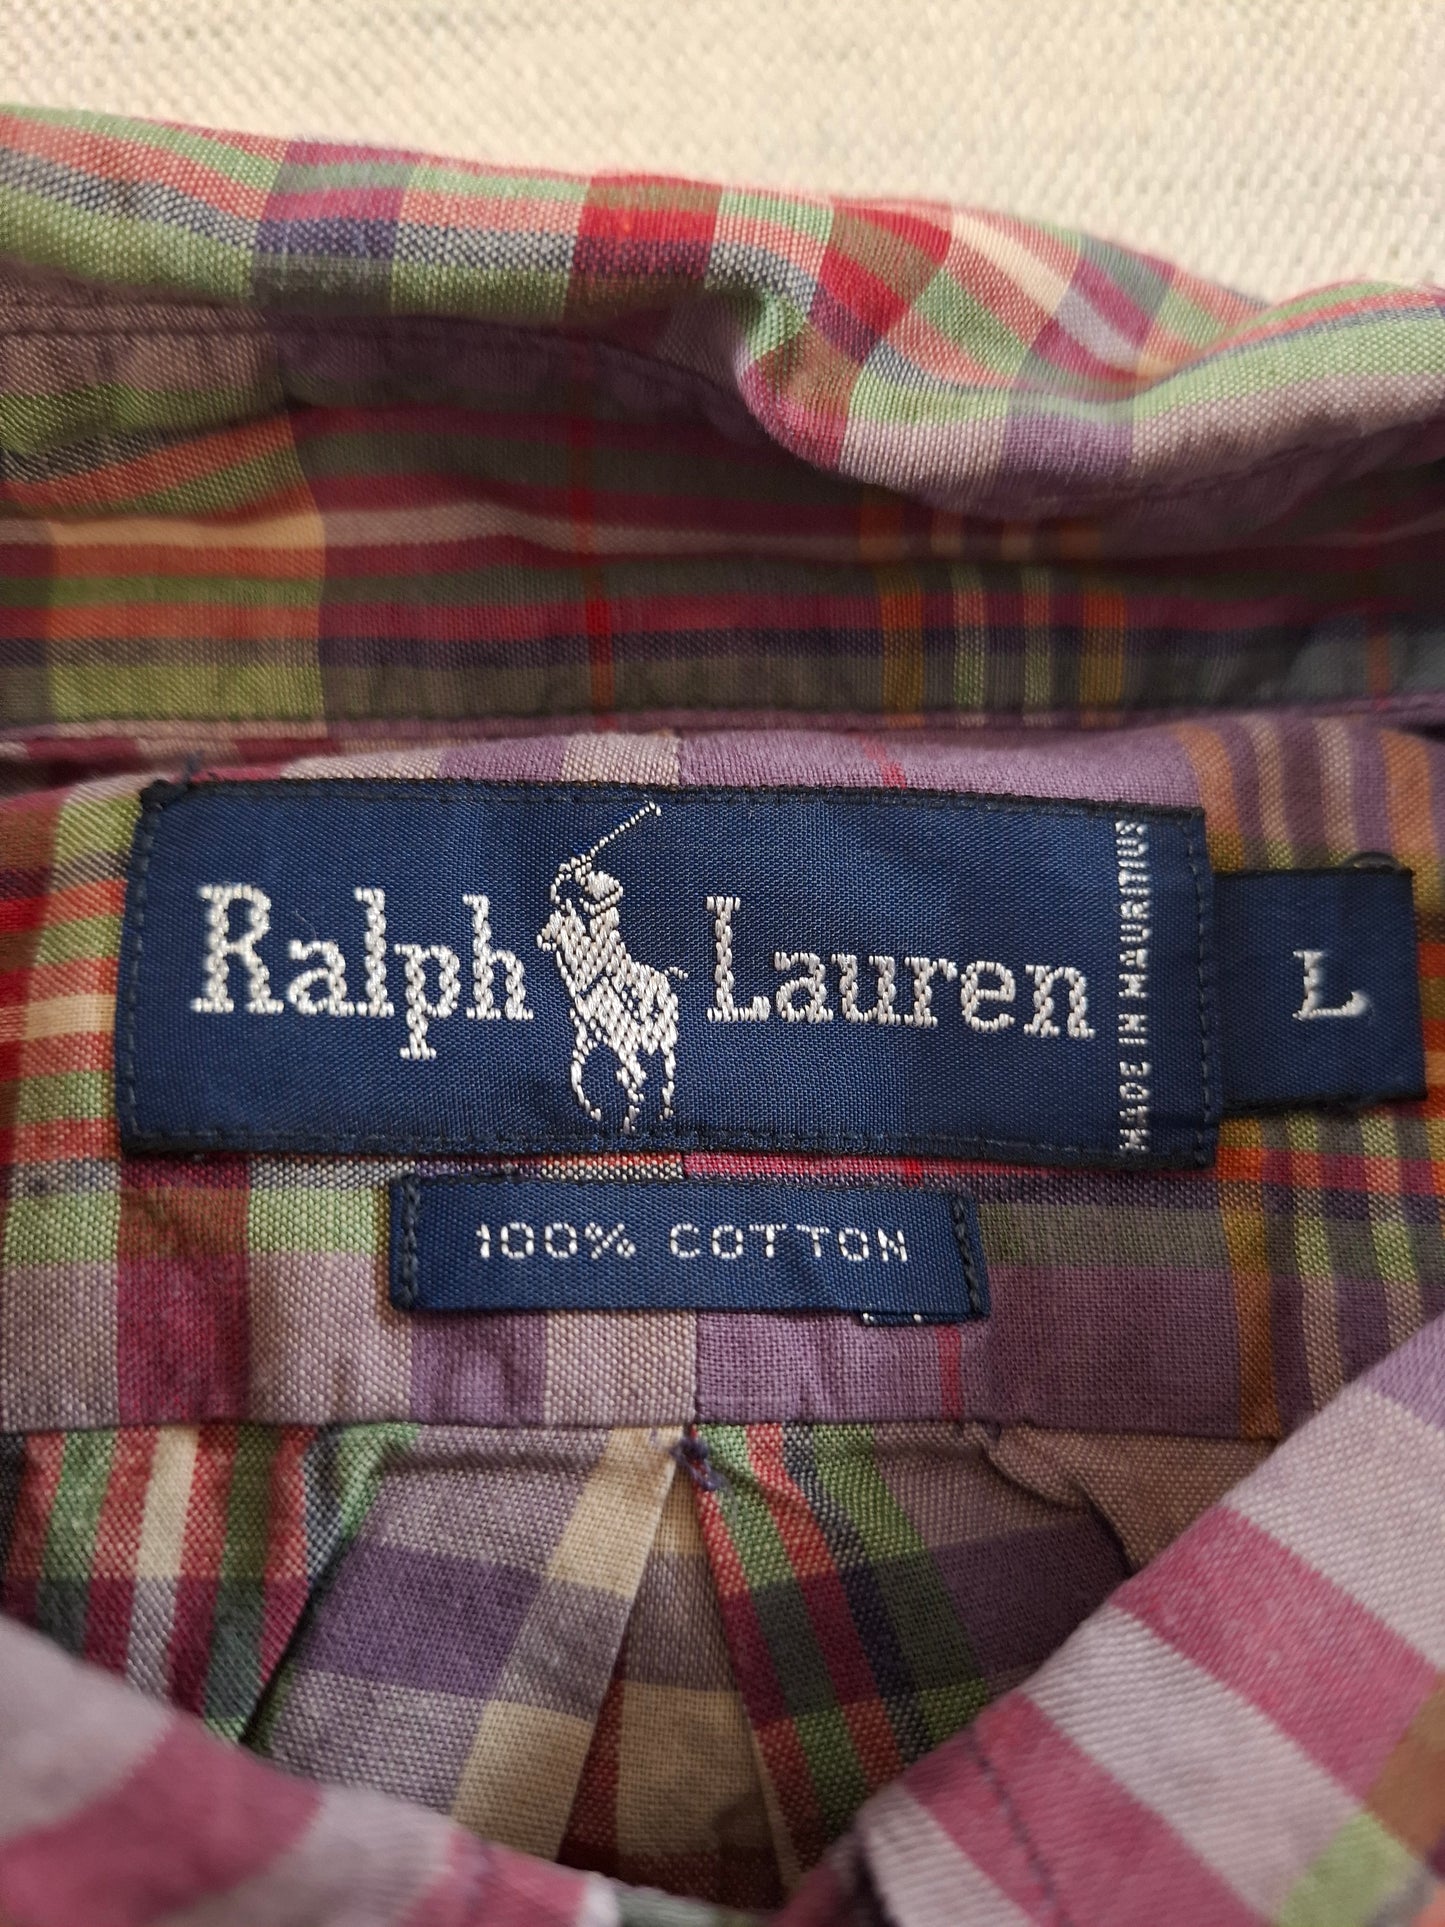 Ralph Lauren
MADE IN MAURITIUS
L
100% COTTON